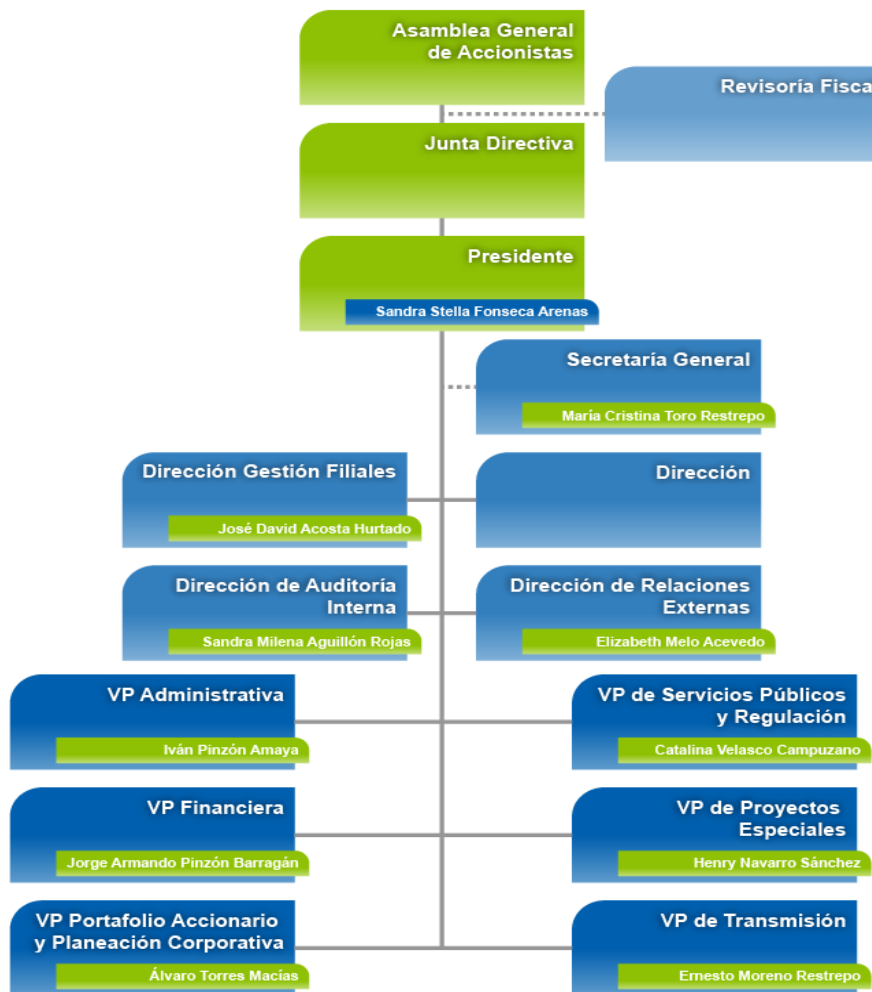 Asamblea General
de Accionistas
Revisoría Fisca
Junta Directiva
Presidente
Sandra Stella Fonseca Arenas
Secretaría General
María Cristina Toro Restrepo
Dirección Gestión Filiales
José David Acosta Hurtado
Dirección
Dirección de Auditoría
Interna
Sandra Milena Aguillón Rojas
Dirección de Relaciones
Externas
Elizabeth Melo Acevedo
VP Administrativa
Iván Pinzón Amaya
VP de Servicios Públicos
y Regulación
Catalina Velasco Campuzano
VP Financiera
Jorge Armando Pinzón Barragán
VP de Proyectos
Especiales
Henry Navarro Sánchez
VP Portafolio Accionario
y Planeación Corporativa
Álvaro Torres Macías
VP de Transmisión
Ernesto Moreno Restrepo